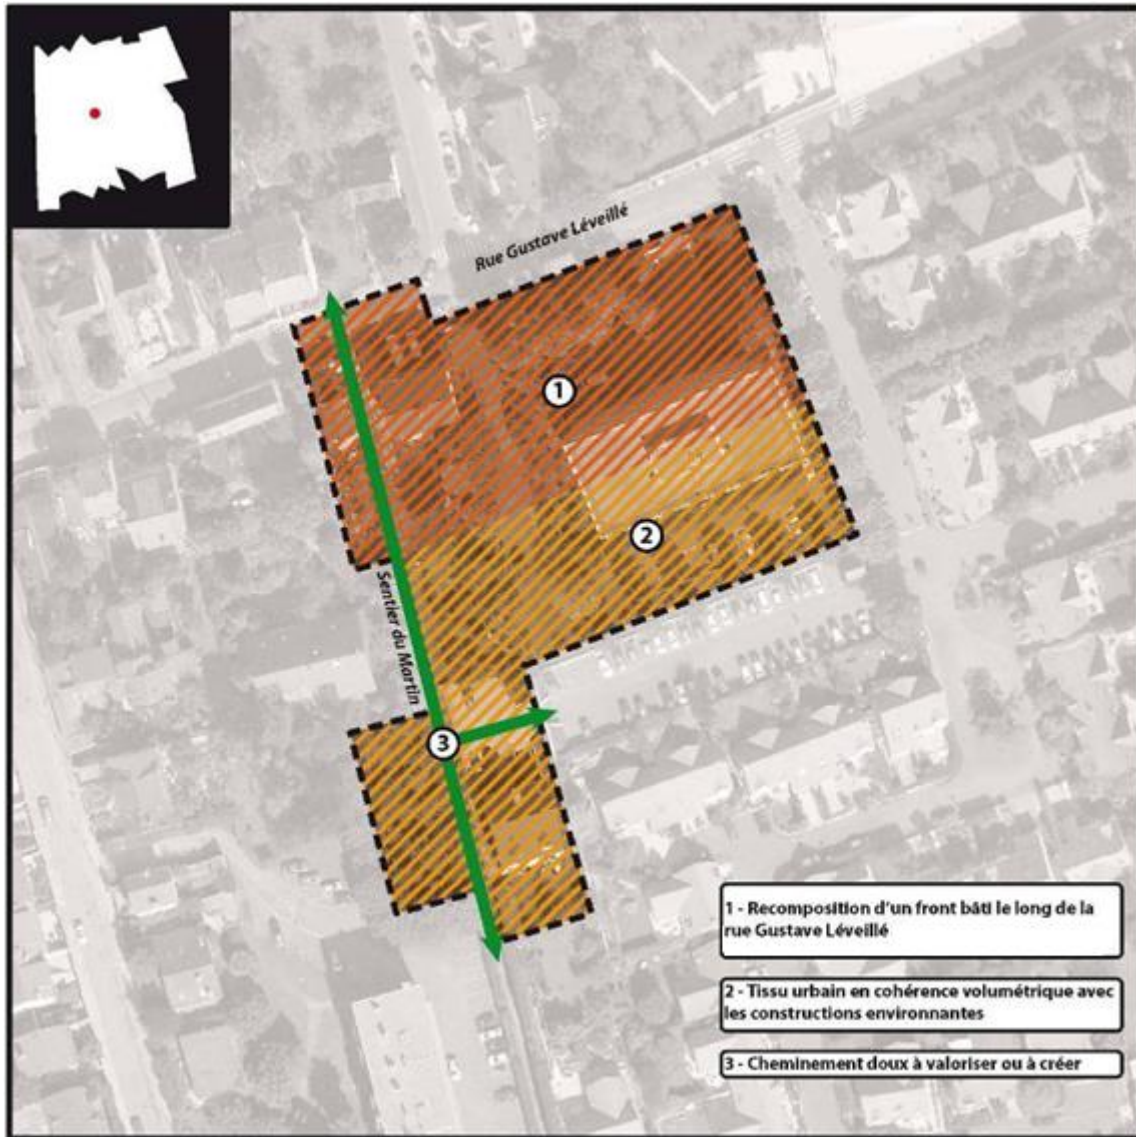 Rue Gustave Léveillé
1
2
Sentier du Martin
3
1 - Recomposition d'un front bâti le long de la
rue Gustave Léveillé
2 - Tissu urbain en cohérence volumétrique avec
les constructions environnantes
3 - Cheminement doux à valoriser ou à créer